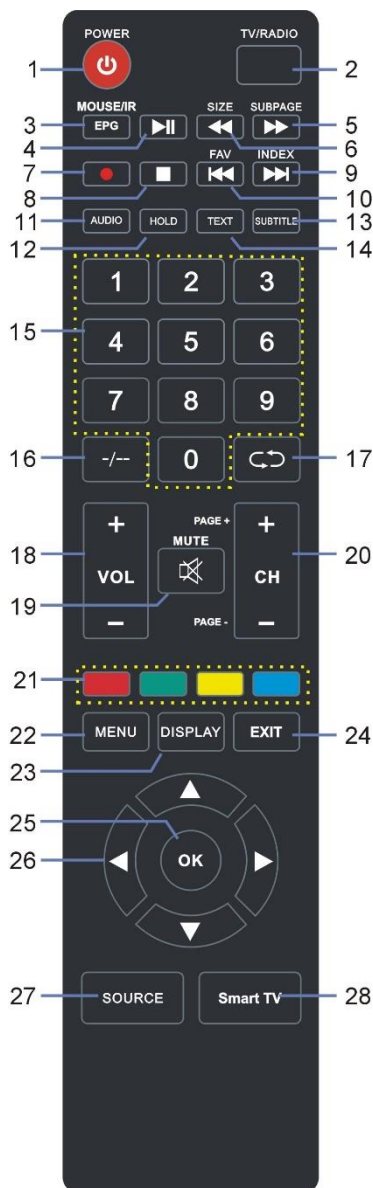 POWER TV/RADIO
1 2
MOUSE/IR SIZE SUBPAGE
3 EPG 5
4 6
FAV INDEX
7 9
8 10
11 AUDIO HOLD TEXT SUBTITLE 13
12 14
1 2 3
15 4 5 6
7 8 9
16 -/-- 0 17
+ PAGE + +
MUTE
18 VOL CH 20
19
– PAGE - –
21
22 MENU DISPLAY EXIT 24
23
25
26 OK
27 SOURCE Smart TV 28